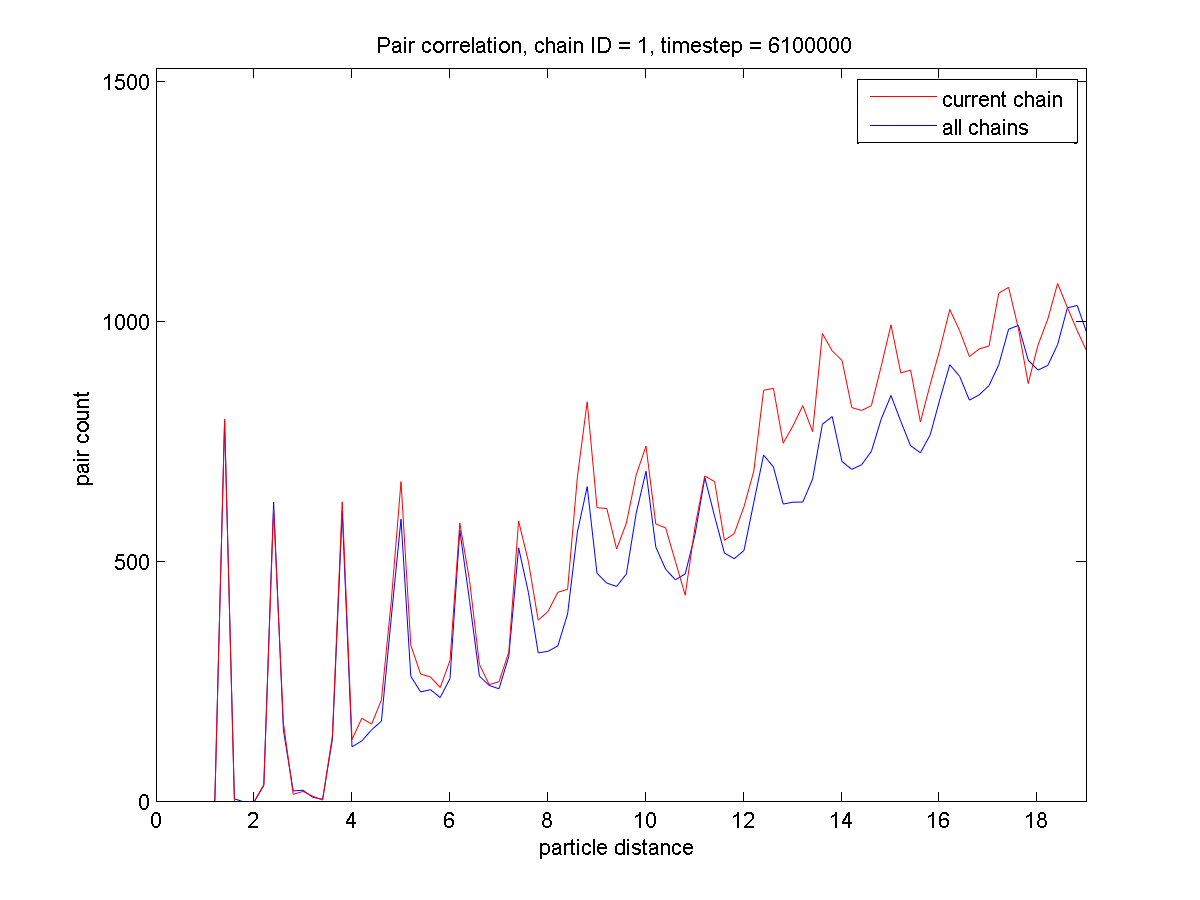 Pair correlation, chain ID = 1, timestep = 6100000
1500
current chain
all chains
1000
pair count
500
0
0 2 4 6 8 10 12 14 16 18
particle distance